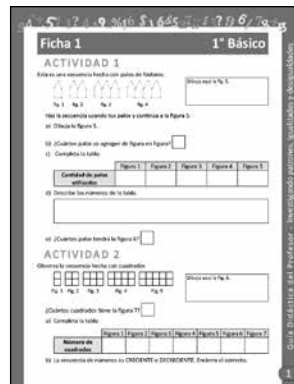 Ficha 1 1° Básico
ACTIVIDAD 1
Esta es una secuencia hecha con palos de fósforos.
Dibuja aquí la fig. 5.
Fig. 1 Fig. 2 Fig. 3 Fig. 4
Haz la secuencia usando tus palos y continúa a la figura 5.
a) Dibuja la figura 5.
b) ¿Cuántos palos se agregan de figura en figura?
c) Completa la tabla.
Figura 1 Figura 2 Figura 3 Figura 4 Figura 5
Cantidad de palos
utilizados
d) Describe los números de la tabla.
e) ¿Cuántos palos tendrá la figura 6?
ACTIVIDAD 2
Observa la secuencia hecha con cuadrados
Dibuja aquí la fig. 6.
Fig. 1 Fig. 2 Fig. 3 Fig. 4
¿Cuántos cuadrados tiene la figura 7?
a) Completa la tabla.
Figura 1 Figura 2 Figura 3 Figura 4 Figura 5 Figura 6 Figura 7
Número de
cuadrados
b) La secuencia de números es CRECIENTE o DECRECIENTE. Encierra el correcto.
Guía Didáctica del Profesor - Investigando patrones, igualdades y desigualdades
1